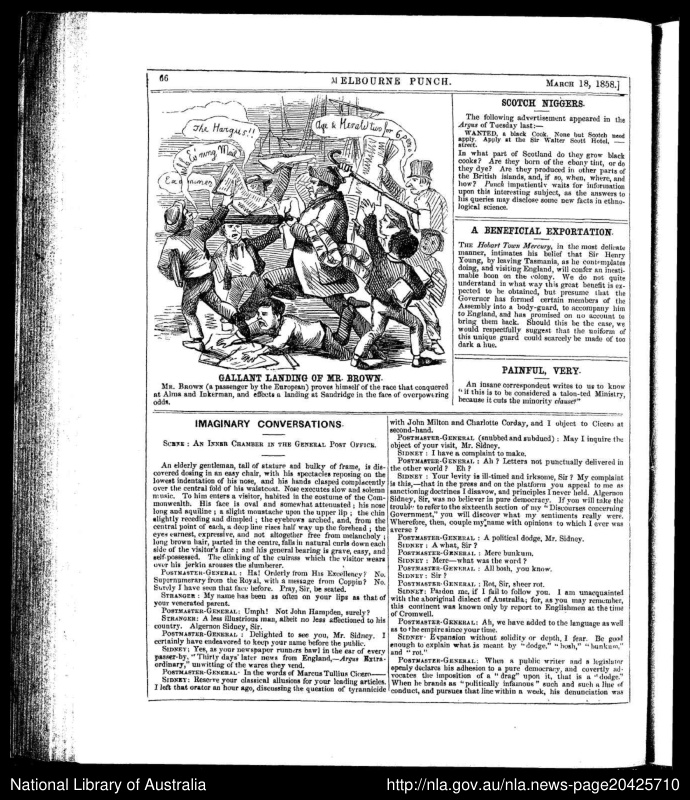 66
MELBOURNE PUNCH.
MARCH 18, 1858.]
The Hargus!!
Age & Herald two for 6
ning Mail
GALLANT LANDING OF MR. BROWN.
MR. BROWN (a passenger by the European) proves himself of the race that conquered
at Alma and Inkerman, and effects a landing at Sandridge in the face of overpowering
odds.
SCOTCH NIGGERS.
The following advertisement appeared in the
Argus of Tuesday last:—
WANTED, a black Cook. None but Scotch need
apply. Apply at the Sir Walter Scott Hotel, —
street.
In what part of Scotland do they grow black
cooks? Are they born of the ebony tint, or do
they dye? Are they produced in other parts of
the British islands, and, if so, when, where, and
how? Punch impatiently waits for information
upon this interesting subject, as the answers to
his queries may disclose some new facts in ethno-
logical science.
A BENEFICIAL EXPORTATION.
THE Hobart Town Mercury, in the most delicate
manner, intimates his belief that Sir Henry
Young, by leaving Tasmania, as he contemplates
doing, and visiting England, will confer an inesti-
mable boon on the colony. We do not quite
understand in what way this great benefit is ex-
pected to be obtained, but presume that the
Governor has formed certain members of the
Assembly into a body-guard, to accompany him
to England, and has promised on no account to
bring them back. Should this be the case, we
would respectfully suggest that the uniform of
this unique guard could scarcely be made of too
dark a hue.
PAINFUL, VERY.
An insane correspondent writes to us to know
"if this is to be considered a talon-ted Ministry,
because it cuts the minority clause?"
IMAGINARY CONVERSATIONS.
SCENE: AN INNER CHAMBER IN THE GENERAL POST OFFICE.
An elderly gentleman, tall of stature and bulky of frame, is dis-
covered dosing in an easy chair, with his spectacles reposing on the
lowest indentation of his nose, and his hands clasped complacently
over the central fold of his waistcoat. Nose executes slow and solemn
music. To him enters a visitor, habited in the costume of the Com-
monwealth. His face is oval and somewhat attenuated; his nose
long and aquiline; a slight moustache upon the upper lip; the chin
slightly receding and dimpled; the eyebrows arched, and, from the
central point of each, a deep line rises half way up the forehead; the
eyes earnest, expressive, and not altogether free from melancholy;
long brown hair, parted in the centre, falls in natural curls down each
side of the visitor's face; and his general bearing is grave, easy, and
self-possessed. The clinking of the cuirass which the visitor wears
over his jerkin arouses the slumberer.
POSTMASTER-GENERAL: Ha! Orderly from His Excellency? No.
Supernumerary from the Royal, with a message from Coppin? No.
Surely I have seen that face before. Pray, Sir, be seated.
STRANGER: My name has been as often on your lips as that of
your venerated parent.
POSTMASTER-GENERAL: Umph! Not John Hampden, surely?
STRANGER: A less illustrious man, albeit no less affectioned to his
country. Algernon Sidney, Sir.
POSTMASTER-GENERAL: Delighted to see you, Mr. Sidney. I
certainly have endeavored to keep your name before the public.
SIDNEY: Yes, as your newspaper runners bawl in the ear of every
passer-by, "Thirty days' later news from England,—Argus Extra-
ordinary," unwitting of the wares they vend.
POSTMASTER-GENERAL: In the words of Marcus Tullius Cicero—
SIDNEY: Reserve your classical allusions for your leading articles.
I left that orator an hour ago, discussing the question of tyrannicide
with John Milton and Charlotte Corday, and I object to Cicero at
second-hand.
POSTMASTER-GENERAL (snubbed and subdued): May I inquire the
object of your visit, Mr. Sidney.
SIDNEY: I have a complaint to make.
POSTMASTER-GENERAL: Ah? Letters not punctually delivered in
the other world? Eh?
SIDNEY: Your levity is ill-timed and irksome, Sir? My complaint
is this,—that in the press and on the platform you appeal to me as
sanctioning doctrines I disavow, and principles I never held. Algernon
Sidney, Sir, was no believer in pure democracy. If you will take the
trouble to refer to the sixteenth section of my "Discourses concerning
Government," you will discover what my sentiments really were.
Wherefore, then, couple my name with opinions to which I ever was
averse?
POSTMASTER-GENERAL: A political dodge, Mr. Sidney.
SIDNEY: A what, Sir?
POSTMASTER-GENERAL: Mere bunkum.
SIDNEY: Mere—what was the word?
POSTMASTER-GENERAL: All bosh, you know.
SIDNEY: Sir?
POSTMASTER-GENERAL: Rot, Sir, sheer rot.
SIDNEY: Pardon me, if I fail to follow you. I am unacquainted
with the aboriginal dialect of Australia; for, as you may remember,
this continent was known only by report to Englishmen at the time
of Cromwell.
POSTMASTER-GENERAL: Ah, we have added to the language as well
as to the empire since your time.
SIDNEY: Expansion without solidity or depth, I fear. Be good
enough to explain what is meant by "dodge," "bosh," "bunkum,"
and "rot."
POSTMASTER-GENERAL: When a public writer and a legislator
openly declares his adhesion to a pure democracy, and covertly ad-
vocates the imposition of a "drag" upon it, that is a "dodge."
When he brands as "politically infamous" such and such a line of
conduct, and pursues that line within a week, his denunciation was
National Library of Australia
http://nla.gov.au/nla.news-page20425710